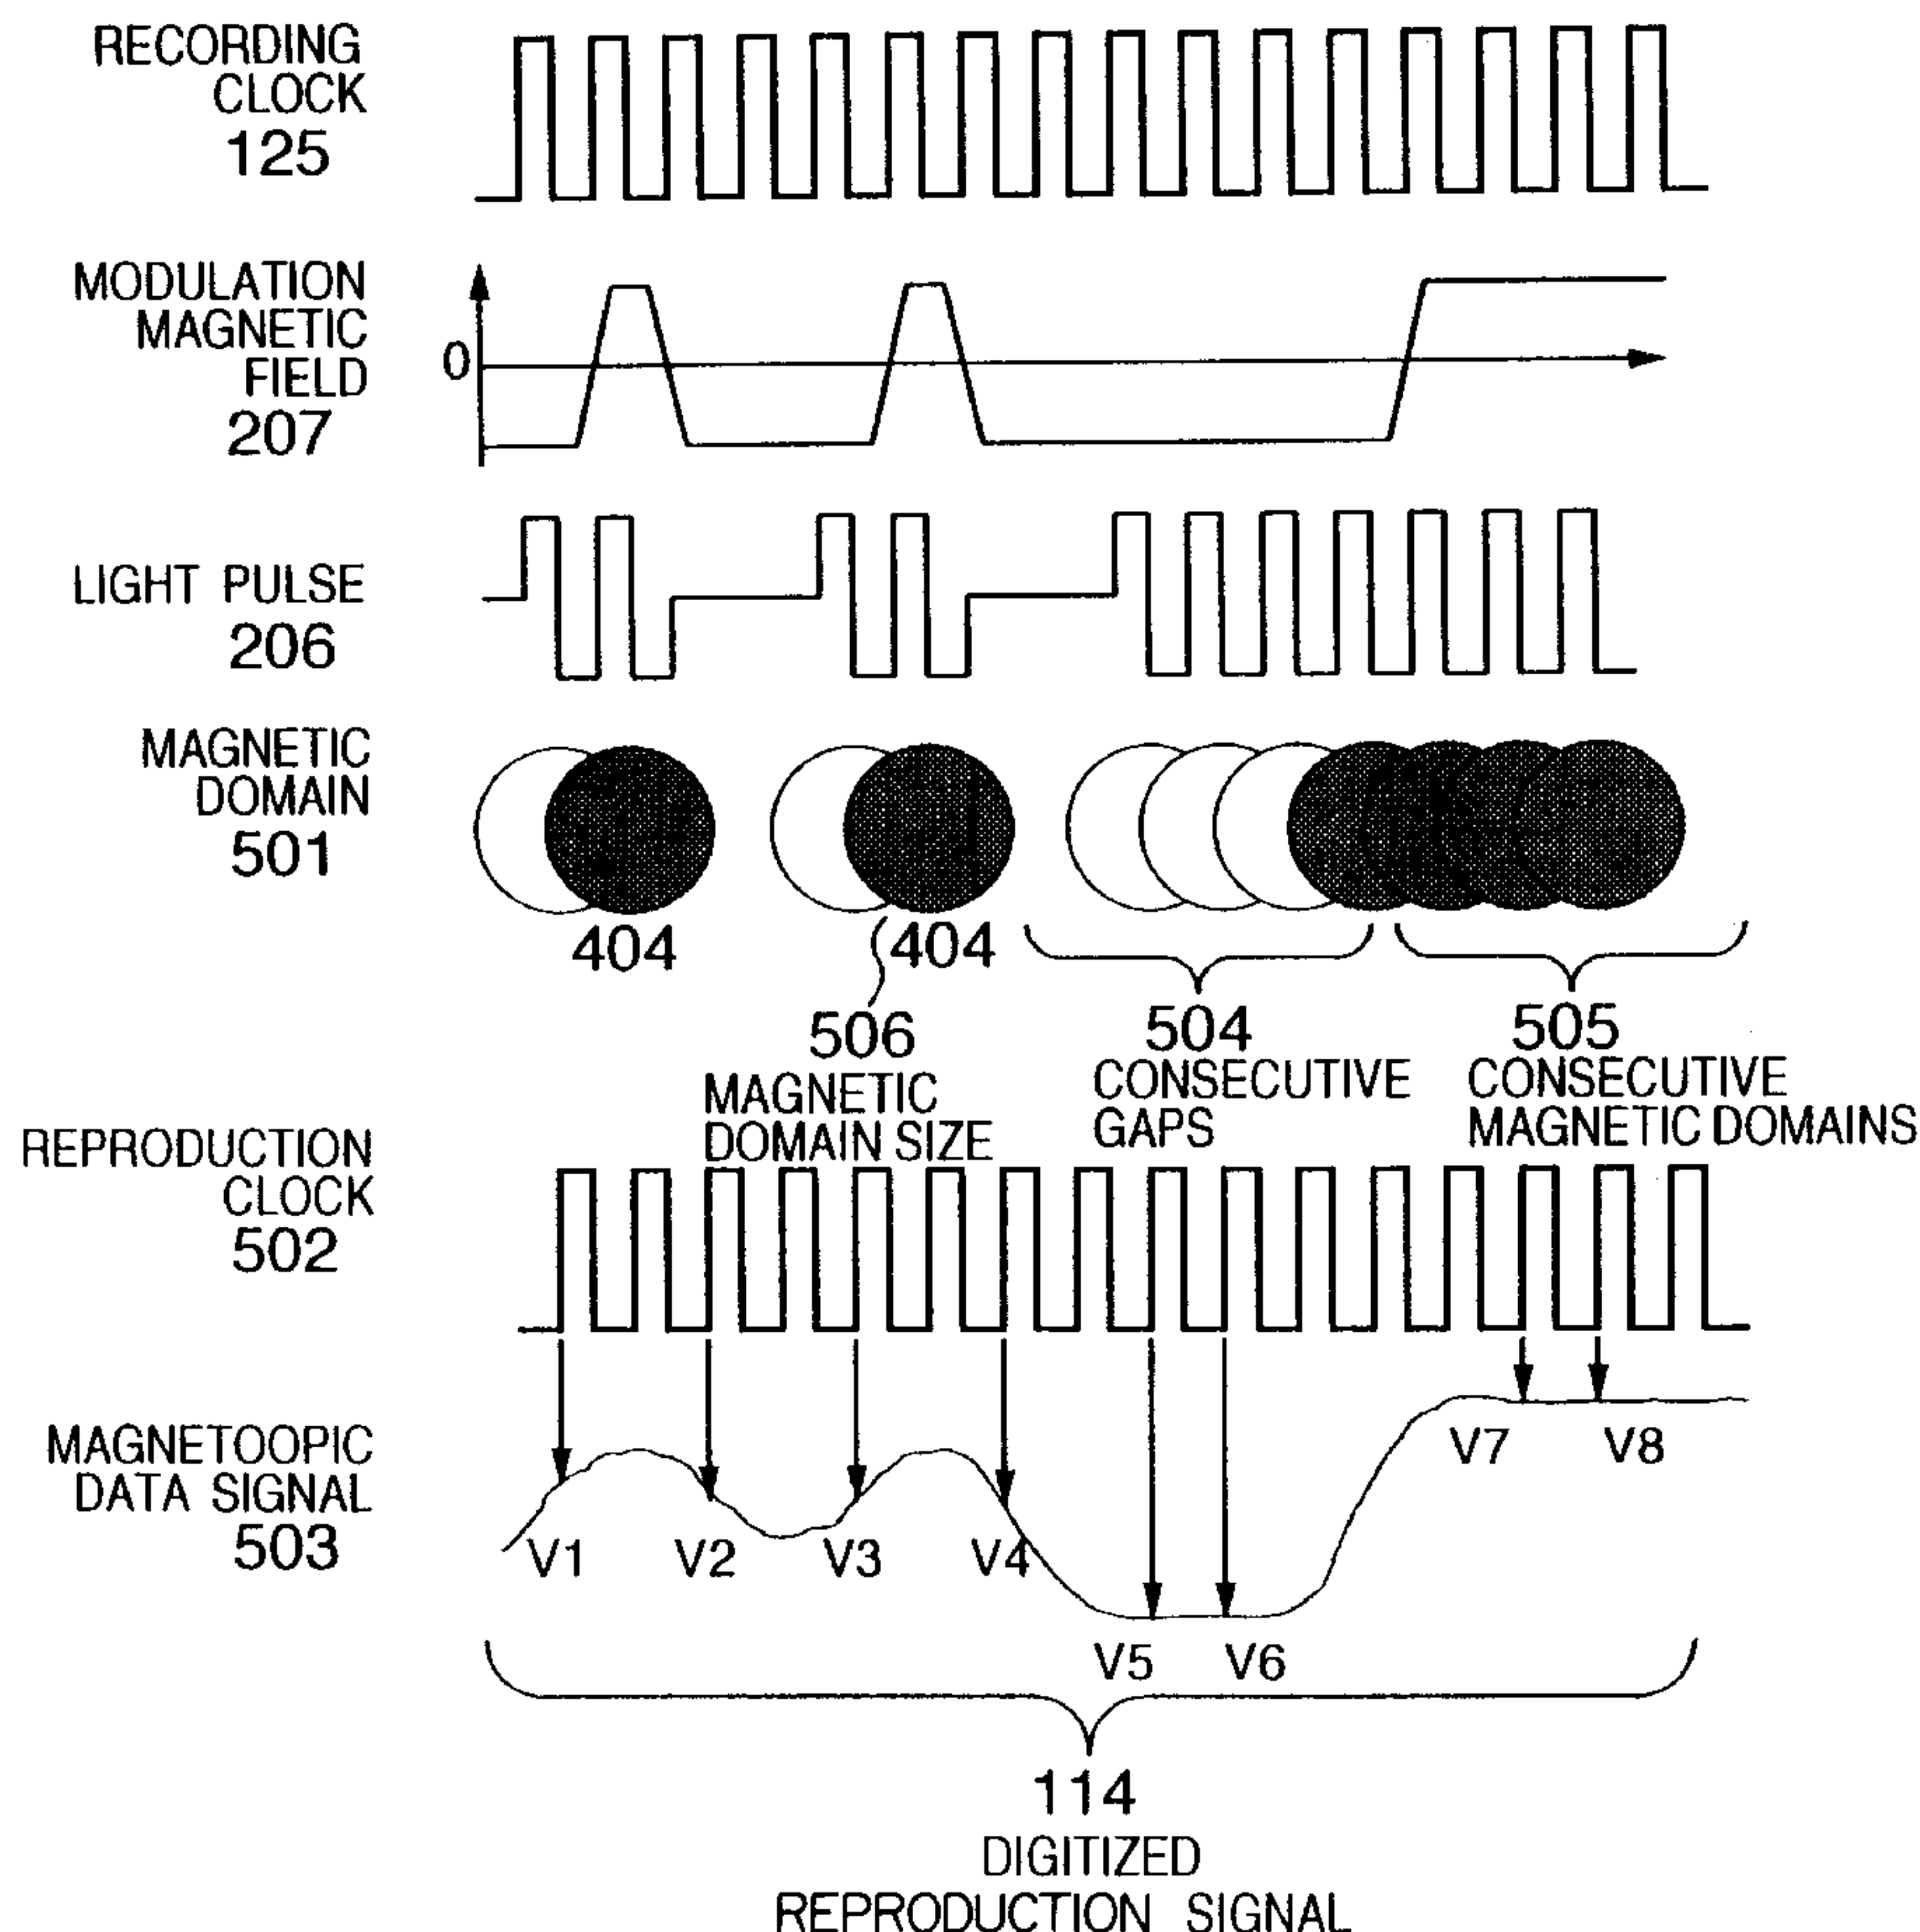 RECORDING
CLOCK
125
MODULATION
MAGNETIC
FIELD
207
0
LIGHT PULSE
206
MAGNETIC
DOMAIN
501
404
404
506
MAGNETIC
DOMAIN SIZE
504
CONSECUTIVE
GAPS
505
CONSECUTIVE
MAGNETIC DOMAINS
REPRODUCTION
CLOCK
502
MAGNETOOPIC
DATA SIGNAL
503
V1
V2
V3
V4
V5
V6
V7
V8
114
DIGITIZED
REPRODUCTION SIGNAL